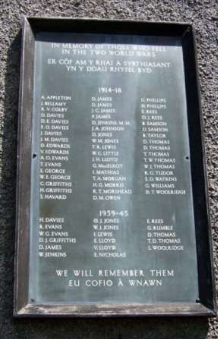 IN MEMORY OF THOSE WHO FELL
IN THE TWO WORLD WARS
ER COF AM Y RHAI A SYRTHIASANT
YN Y DDAU RHYFEL BYD
1914-18
A. APPLETON
J. BELLAMY
R. V. COLBY
D. DAVIES
D. E. DAVIES
E. O. DAVIES
J. DAVIES
J. H. DAVIES
D. EDWARDS
V. EDWARDS
A. O. EVANS
T. EVANS
E. GEORGE
W. E. GEORGE
C. GRIFFITHS
H. GRIFFITHS
E. HAVARD
D. JAMES
D. JAMES
J. C. JAMES
P. JAMES
D. JENKINS, M.M.
J. A. JOHNSON
D. JONES
W. H. JONES
D. W. LEWIS
W. G. LITTLE
J. H. LLOYD
J. MATHIAS
T. A. MORGAN
H. G. MORRIS
R. T. MORSHEAD
D. M. OWEN
H. PHILLIPS
R. PHILLIPS
J. REES
D. J. REES
R. SAMSON
D. SAMSON
R. TAYLOR
D. THOMAS
D. THOMAS
T. THOMAS
T. W. THOMAS
W. J. THOMAS
R. G. TUDOR
S. D. WATKINS
G. WILLIAMS
H. T. WOOLRIDGE
1939-45
H. DAVIES
R. EVANS
W. G. EVANS
D. J. GRIFFITHS
D. JAMES
W. JENKINS
D. J. JONES
W. J. JONES
E. LEWIS
E. LLOYD
V. LLOYD
E. NICHOLAS
E. REES
G. RUMBLE
D. THOMAS
T. D. THOMAS
L. WOOLRIDGE
WE WILL REMEMBER THEM
EU COFIO A WNAWN